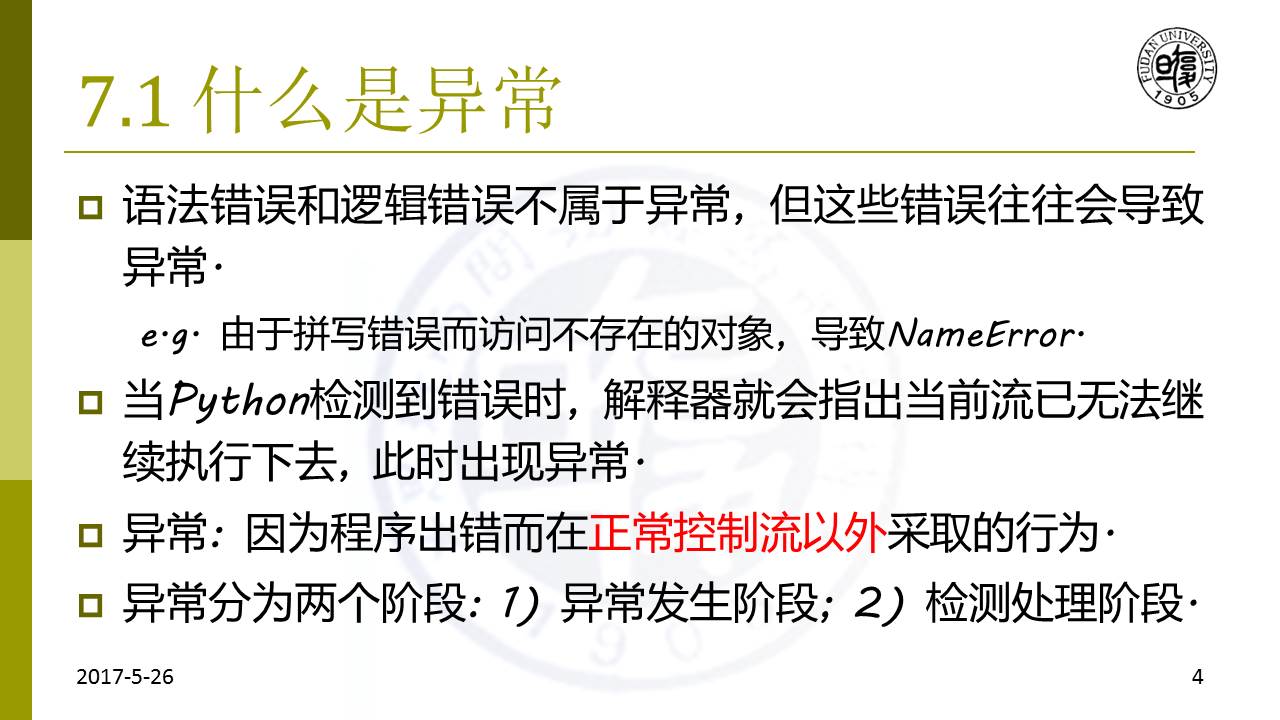 7.1 什么是异常
FUDAN UNIVERSITY
1905
语法错误和逻辑错误不属于异常，但这些错误往往会导致
异常.
e.g. 由于拼写错误而访问不存在的对象，导致NameError.
当Python检测到错误时，解释器就会指出当前流已无法继
续执行下去，此时出现异常.
异常：因为程序出错而在正常控制流以外采取的行为.
异常分为两个阶段：1）异常发生阶段；2）检测处理阶段.
2017-5-26
4